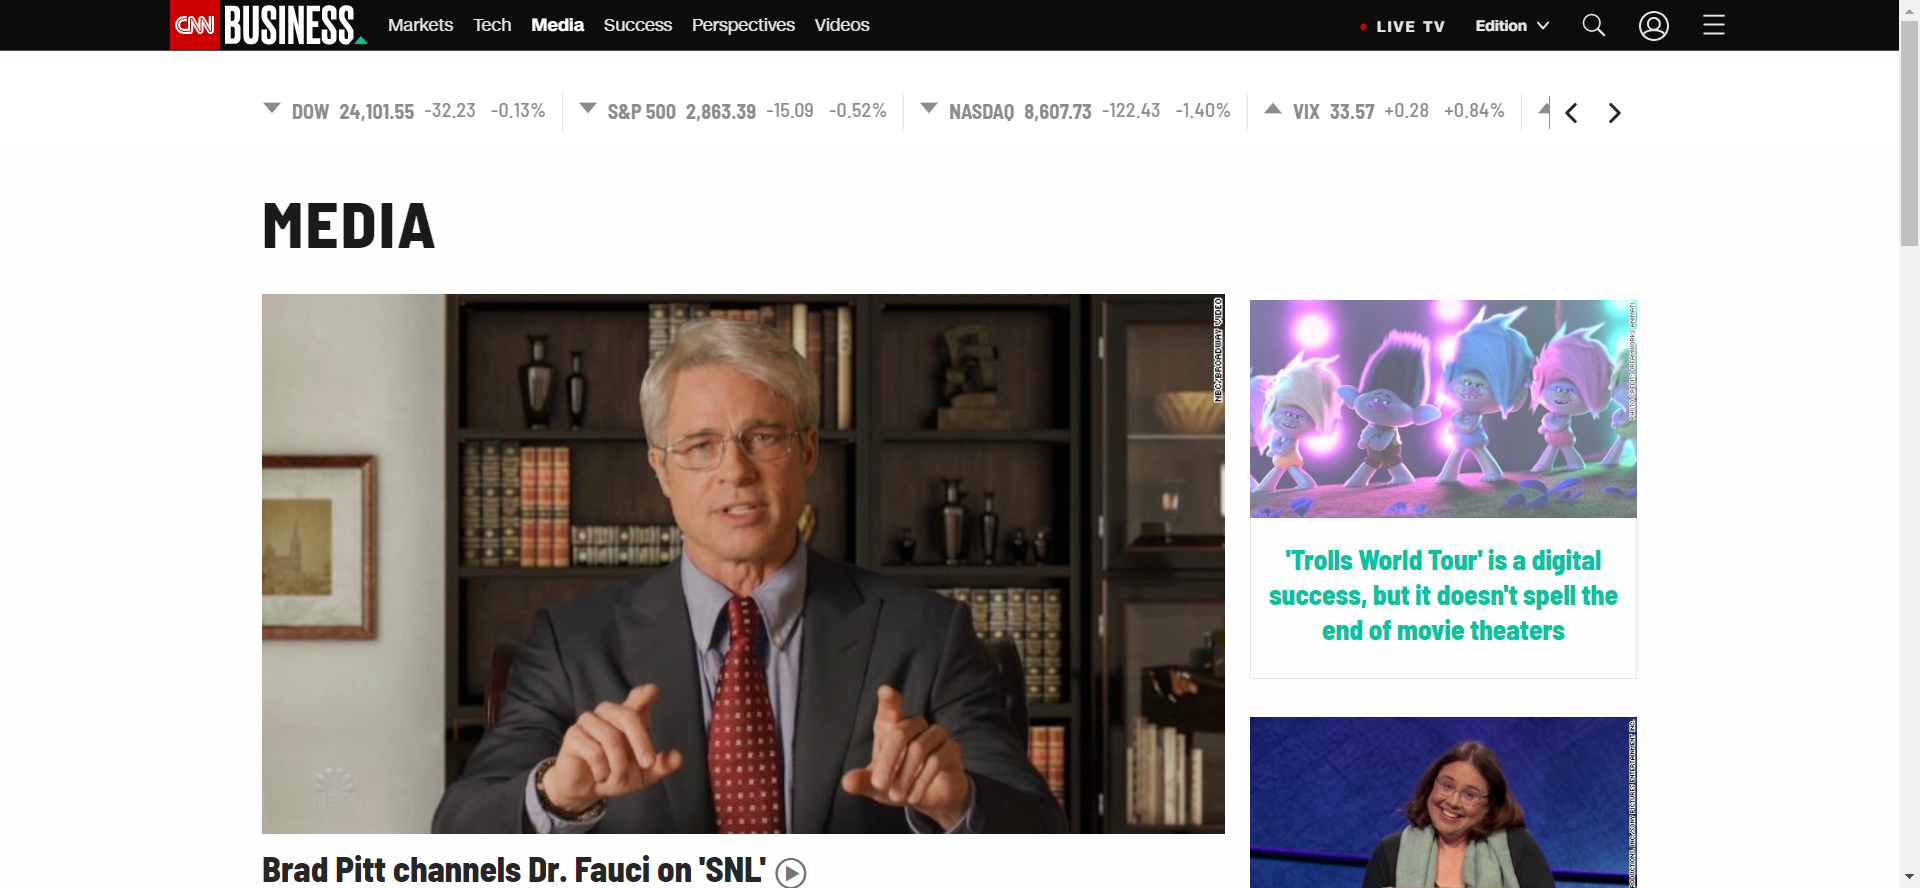 CNN BUSINESS Markets Tech Media Success Perspectives Videos LIVE TV Edition
DOW 24,101.55 -32.23 -0.13% S&P 500 2,863.39 -15.09 -0.52% NASDAQ 8,607.73 -122.43 -1.40% VIX 33.57 +0.28 +0.84%
MEDIA
NBC/BROADWAY VIDEO
NBC
'Trolls World Tour' is a digital
success, but it doesn't spell the
end of movie theaters
Brad Pitt channels Dr. Fauci on 'SNL'